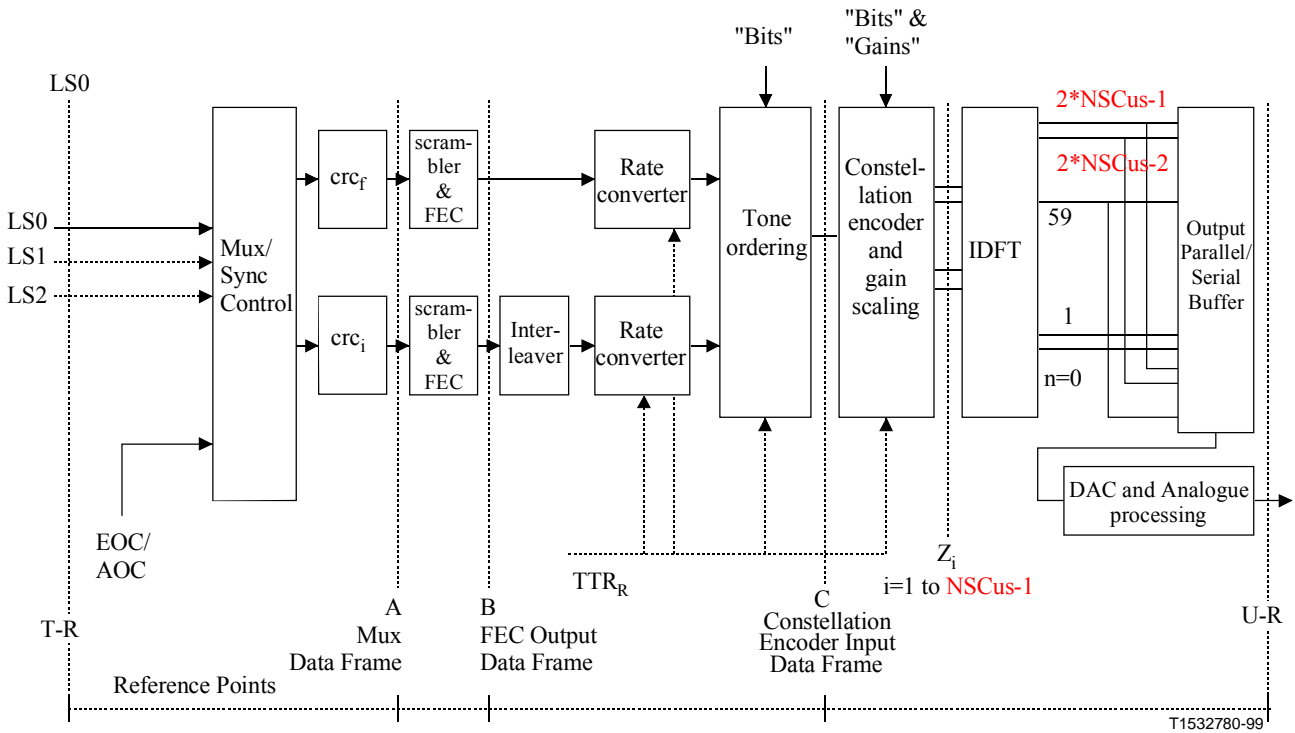 "Bits"
"Bits" &
"Gains"
LS0
2*NSCus-1
2*NSCus-2
59
1
n=0
LS0
LS1
LS2
Mux/
Sync
Control
crcf
scram-
bler
&
FEC
Rate
converter
crci
scram-
bler
&
FEC
Inter-
leaver
Rate
converter
Tone
ordering
Constel-
lation
encoder
and
gain
scaling
IDFT
Output
Parallel/
Serial
Buffer
DAC and Analogue
processing
EOC/
AOC
TTRR
Zi
i=1 to NSCus-1
T-R
A
Mux
Data Frame
B
FEC Output
Data Frame
C
Constellation
Encoder Input
Data Frame
U-R
Reference Points
T1532780-99